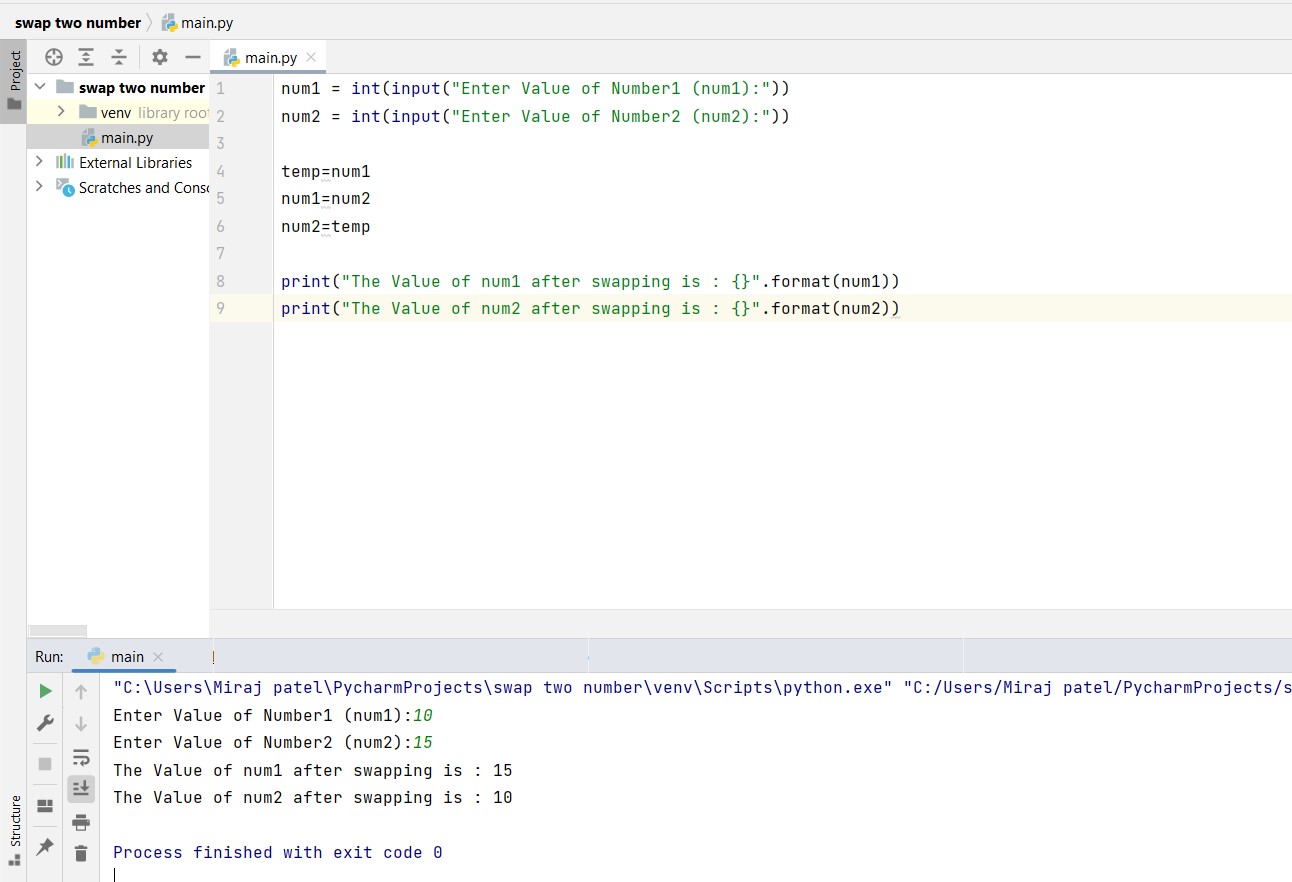 swap two number main.py
Project
main.py
swap two number
venv library root
main.py
External Libraries
Scratches and Conso
1 num1 = int(input("Enter Value of Number1 (num1):"))
2 num2 = int(input("Enter Value of Number2 (num2):"))
3
4 temp=num1
5 num1=num2
6 num2=temp
7
8 print("The Value of num1 after swapping is : {}".format(num1))
9 print("The Value of num2 after swapping is : {}".format(num2))
Run: main
"C:\Users\Miraj patel\PycharmProjects\swap two number\venv\Scripts\python.exe" "C:/Users/Miraj patel/PycharmProjects/s
Enter Value of Number1 (num1):10
Enter Value of Number2 (num2):15
The Value of num1 after swapping is : 15
The Value of num2 after swapping is : 10
Process finished with exit code 0
Structure